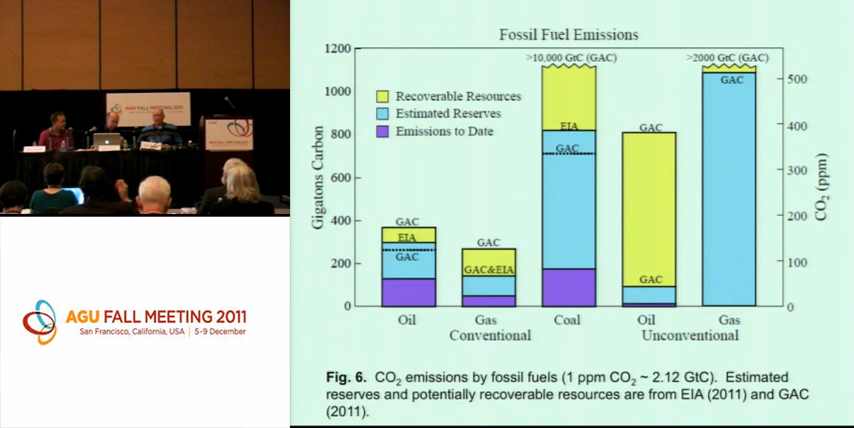 AGU FALL MEETING 2011
AGU FALL MEETING 2011
San Francisco, California, USA | 5-9 December
Fossil Fuel Emissions
1200
1000
800
600
400
200
0
Gigatons Carbon
Recoverable Resources
Estimated Reserves
Emissions to Date
GAC
EIA
GAC
GAC
GAC&EIA
>10,000 GtC (GAC)
EIA
GAC
GAC
GAC
>2000 GtC (GAC)
GAC
500
400
300
200
100
0
CO₂ (ppm)
Oil Gas Coal Oil Gas
Conventional Unconventional
Fig. 6. CO₂ emissions by fossil fuels (1 ppm CO₂ ~ 2.12 GtC). Estimated
reserves and potentially recoverable resources are from EIA (2011) and GAC
(2011).